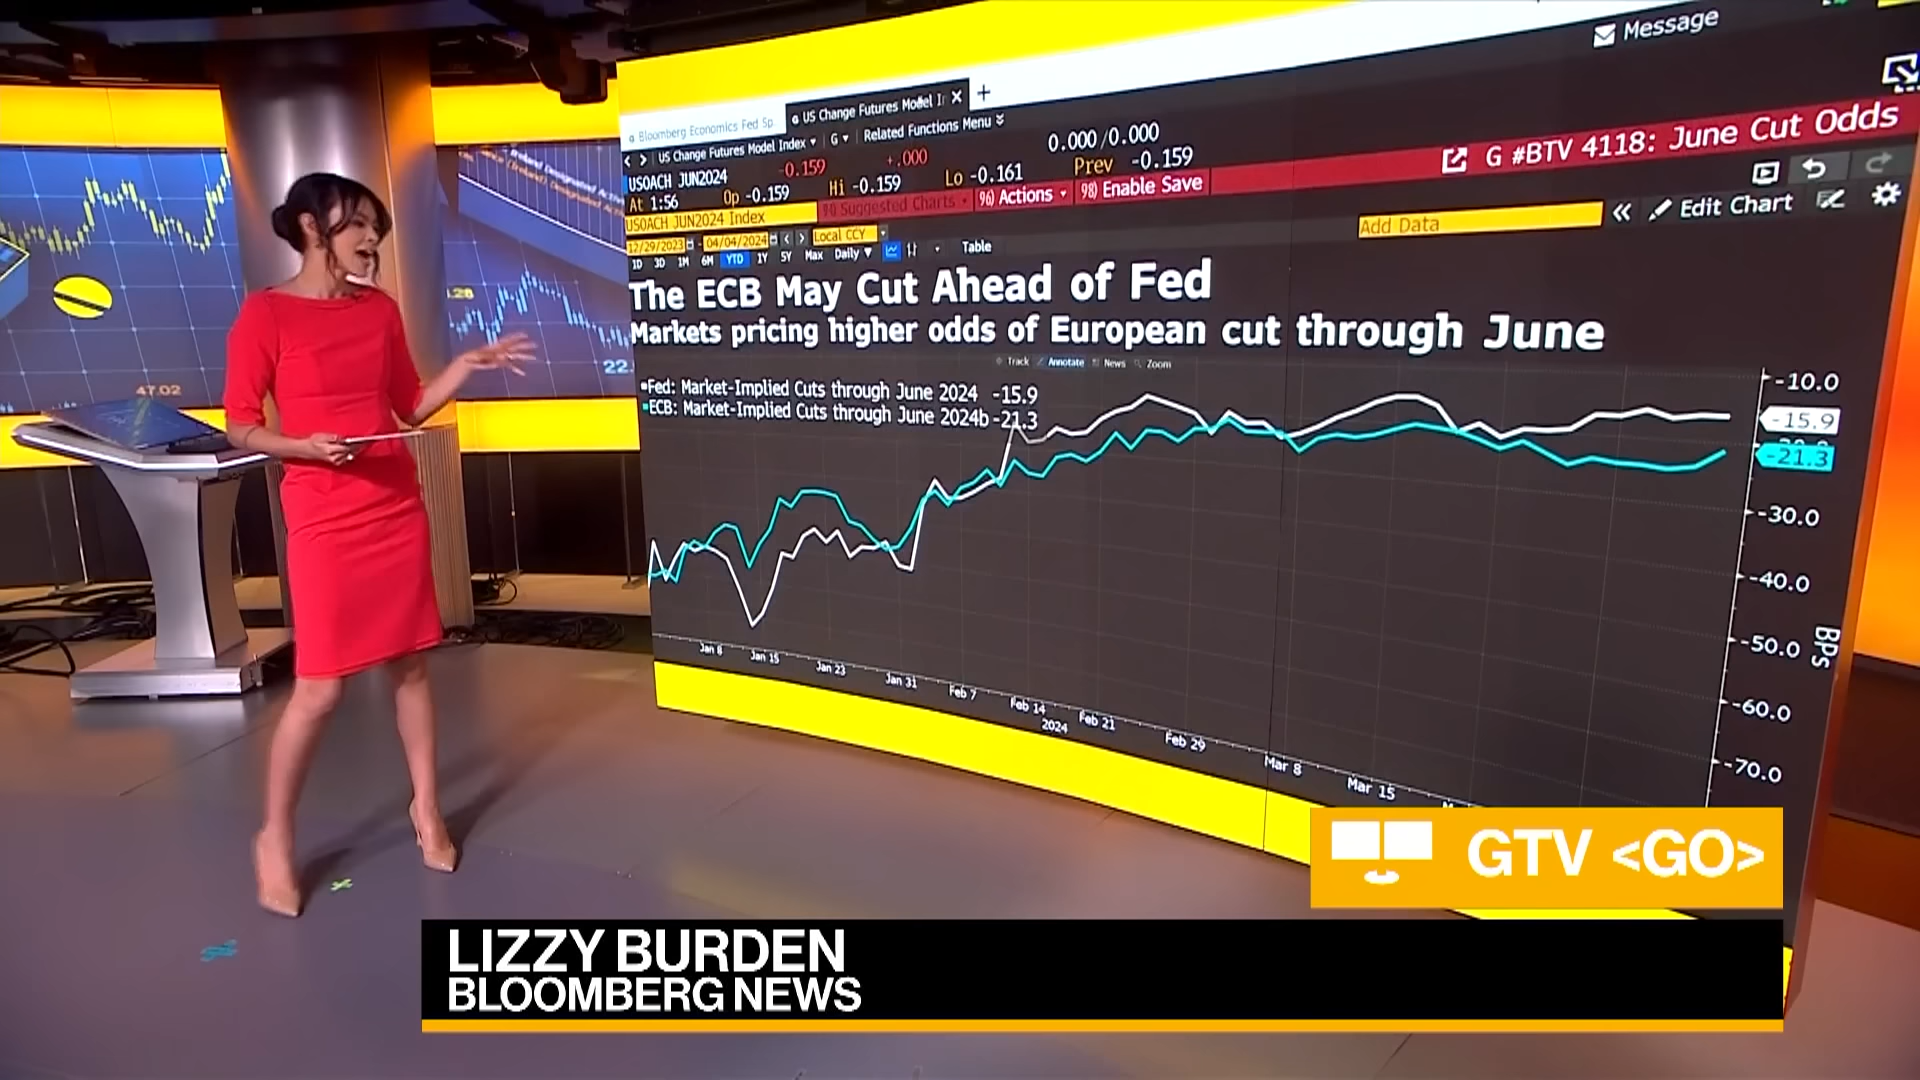 Message
Bloomberg Economics Fed Sp
US Change Futures Model I
US Change Futures Model Index
G
Related Functions Menu
0.000/0.000
G #BTV 4118: June Cut Odds
-0.159
+.000
Prev -0.159
USOACH JUN2024
At 1:56
Op -0.159
Hi -0.159
Lo -0.161
USOACH JUN2024 Index
90 Suggested Charts
96) Actions
98) Enable Save
Add Data
Edit Chart
12/29/2023 - 04/04/2024
Local CCY
1D 3D 1M 6M YTD 1Y 5Y Max Daily
Table
The ECB May Cut Ahead of Fed
Markets pricing higher odds of European cut through June
Track
Annotate
News
Zoom
Fed: Market-Implied Cuts through June 2024 -15.9
ECB: Market-Implied Cuts through June 2024b -21.3
-10.0
-15.9
-21.3
-30.0
-40.0
-50.0
-60.0
-70.0
BPs
Jan 8
Jan 15
Jan 23
Jan 31
Feb 7
Feb 14
Feb 21
Feb 29
Mar 8
Mar 15
2024
47.02
22.
GTV <GO>
LIZZY BURDEN
BLOOMBERG NEWS